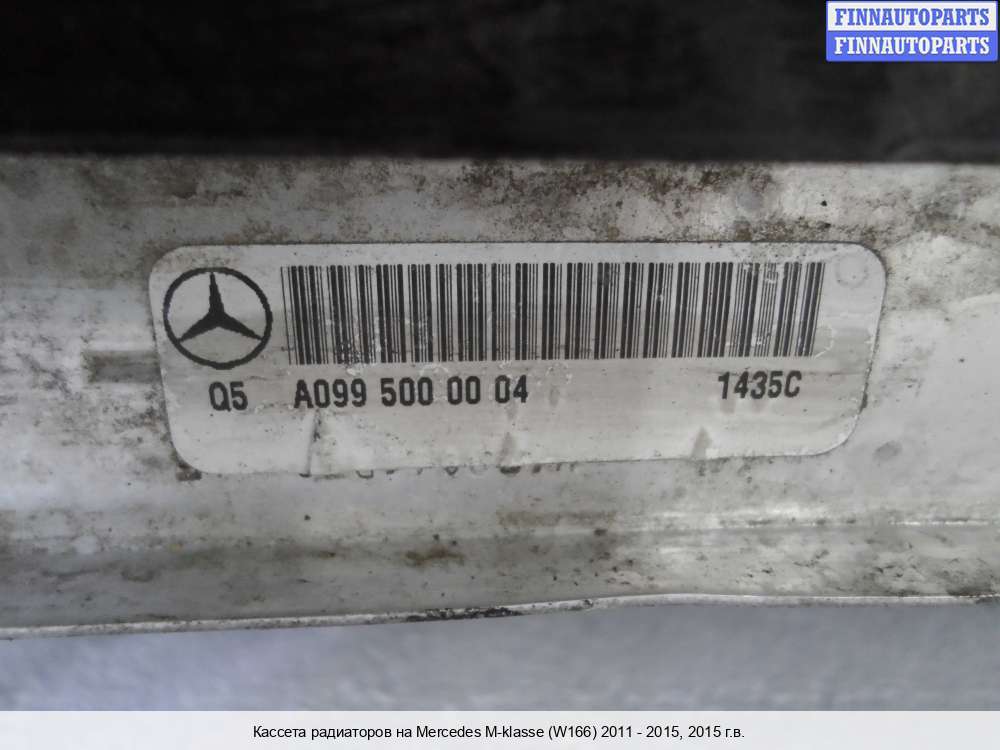 FINNAUTOPARTS
FINNAUTOPARTS
Q5 A099 500 00 04 1435C
Кассета радиаторов на Mercedes M-klasse (W166) 2011 - 2015, 2015 г.в.